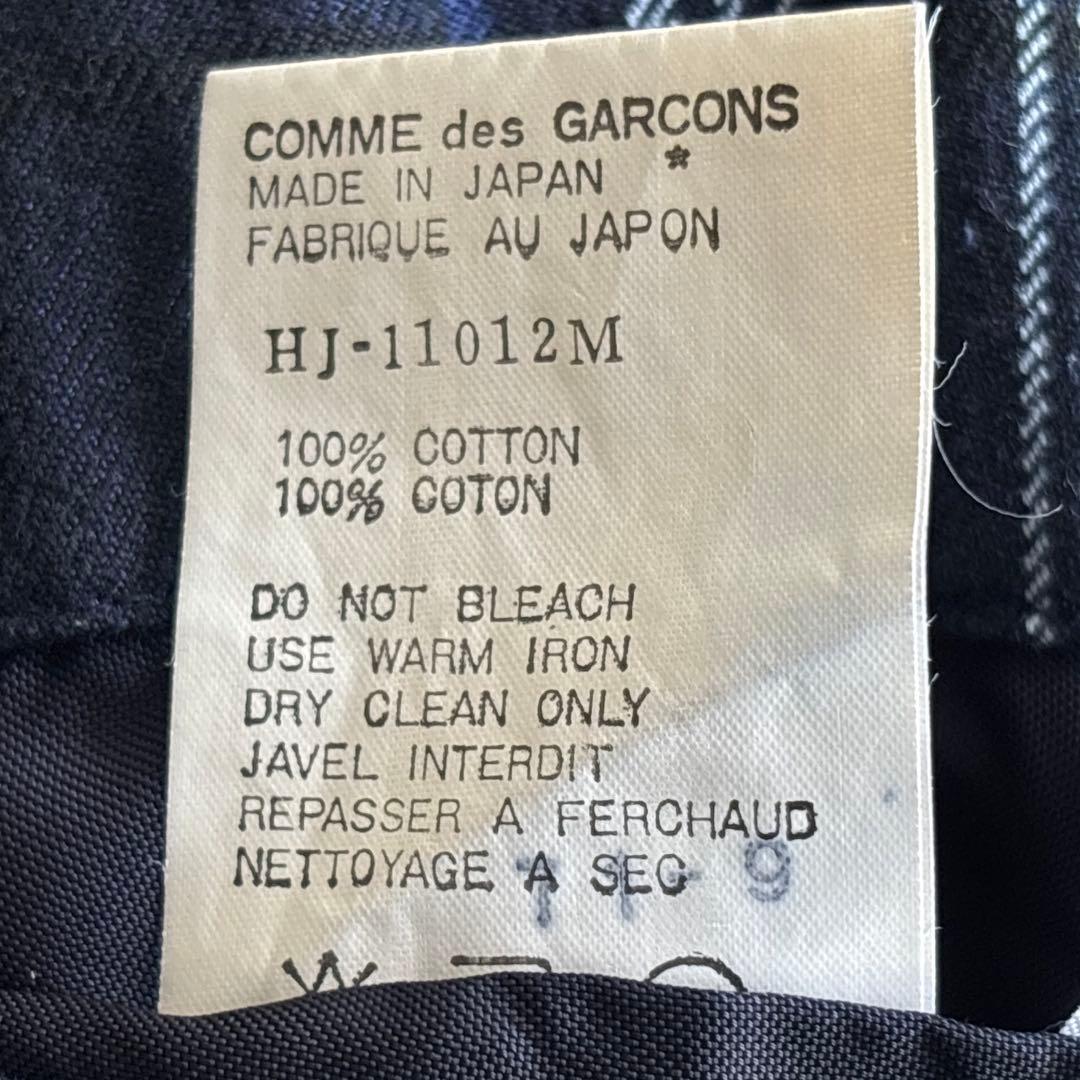 COMME des GARCONS
*
MADE IN JAPAN
FABRIQUE AU JAPON
HJ-11012M
100% COTTON
100% COTON
DO NOT BLEACH
USE WARM IRON
DRY CLEAN ONLY
JAVEL INTERDIT
REPASSER A FERCHAUD
NETTOYAGE A SEC